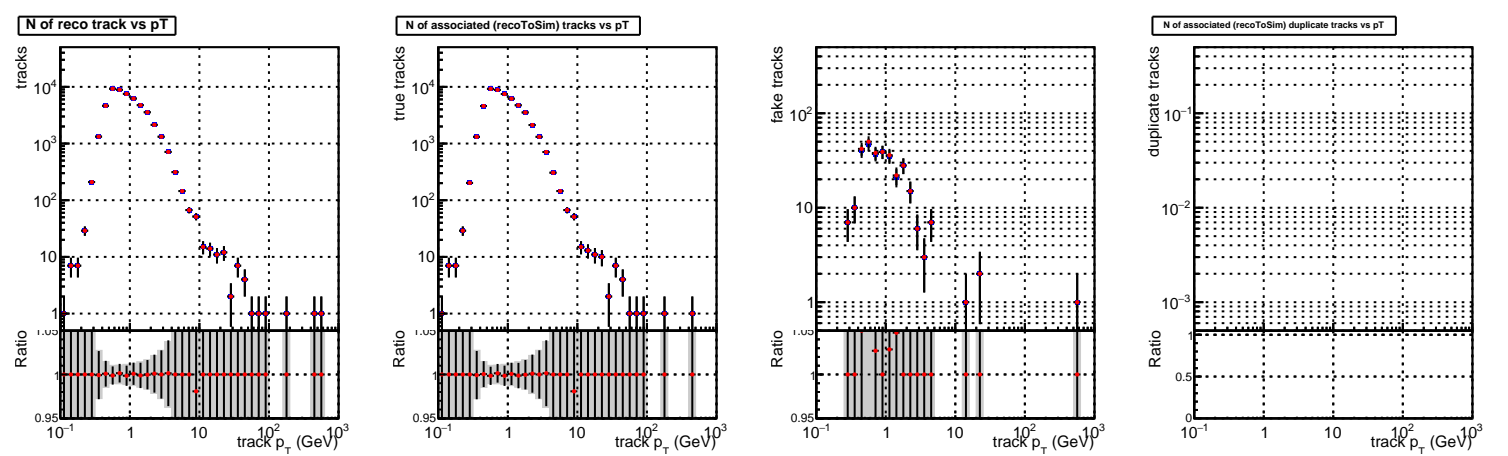 N of reco track vs pT
tracks
10^4
10^3
10^2
10
1
Ratio
1.05
1
0.95
10^−1 1 10 10^2 10^3
track p_T (GeV)
N of associated (recoToSim) tracks vs pT
true tracks
10^4
10^3
10^2
10
1
Ratio
1.05
1
0.95
10^−1 1 10 10^2 10^3
track p_T (GeV)
fake tracks
10^2
10
1
Ratio
1.05
1
0.95
10^−1 1 10 10^2 10^3
track p_T (GeV)
N of associated (recoToSim) duplicate tracks vs pT
duplicate tracks
10^−1
10^−2
10^−3
Ratio
1
0.5
0
10^−1 1 10 10^2 10^3
track p_T (GeV)